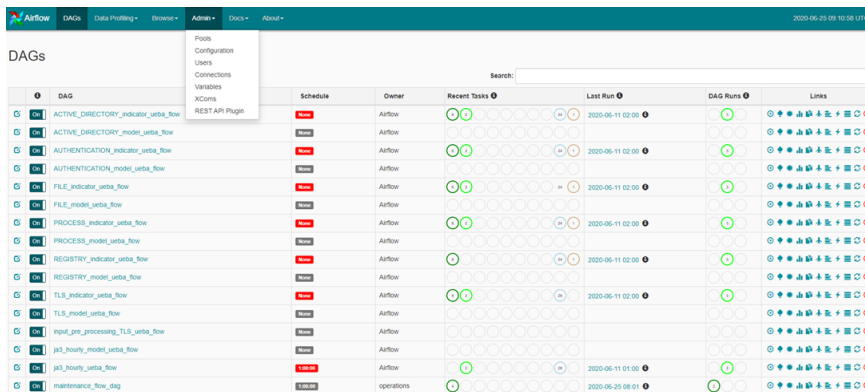 Airflow DAGs Data Profiling Browse Admin Docs About 2020-06-25 09:10:58 UTC
Pools
Configuration
Users
Connections
Variables
XComs
REST API Plugin
DAGs
Search:
DAG Schedule Owner Recent Tasks Last Run DAG Runs Links
On ACTIVE_DIRECTORY_indicator_ueba_flow None Airflow 2020-06-11 02:00
On ACTIVE_DIRECTORY_model_ueba_flow None Airflow
On AUTHENTICATION_indicator_ueba_flow None Airflow 2020-06-11 02:00
On AUTHENTICATION_model_ueba_flow None Airflow
On FILE_indicator_ueba_flow None Airflow 2020-06-11 02:00
On FILE_model_ueba_flow None Airflow
On PROCESS_indicator_ueba_flow None Airflow 2020-06-11 02:00
On PROCESS_model_ueba_flow None Airflow
On REGISTRY_indicator_ueba_flow None Airflow 2020-06-11 02:00
On REGISTRY_model_ueba_flow None Airflow
On TLS_indicator_ueba_flow None Airflow 2020-06-11 02:00
On TLS_model_ueba_flow None Airflow
On input_pre_processing_TLS_ueba_flow None Airflow
On ja3_hourly_model_ueba_flow None Airflow
On ja3_hourly_ueba_flow 1:00:00 Airflow 2020-06-11 01:00
On maintenance_flow_dag 1:00:00 operations 2020-06-25 08:01